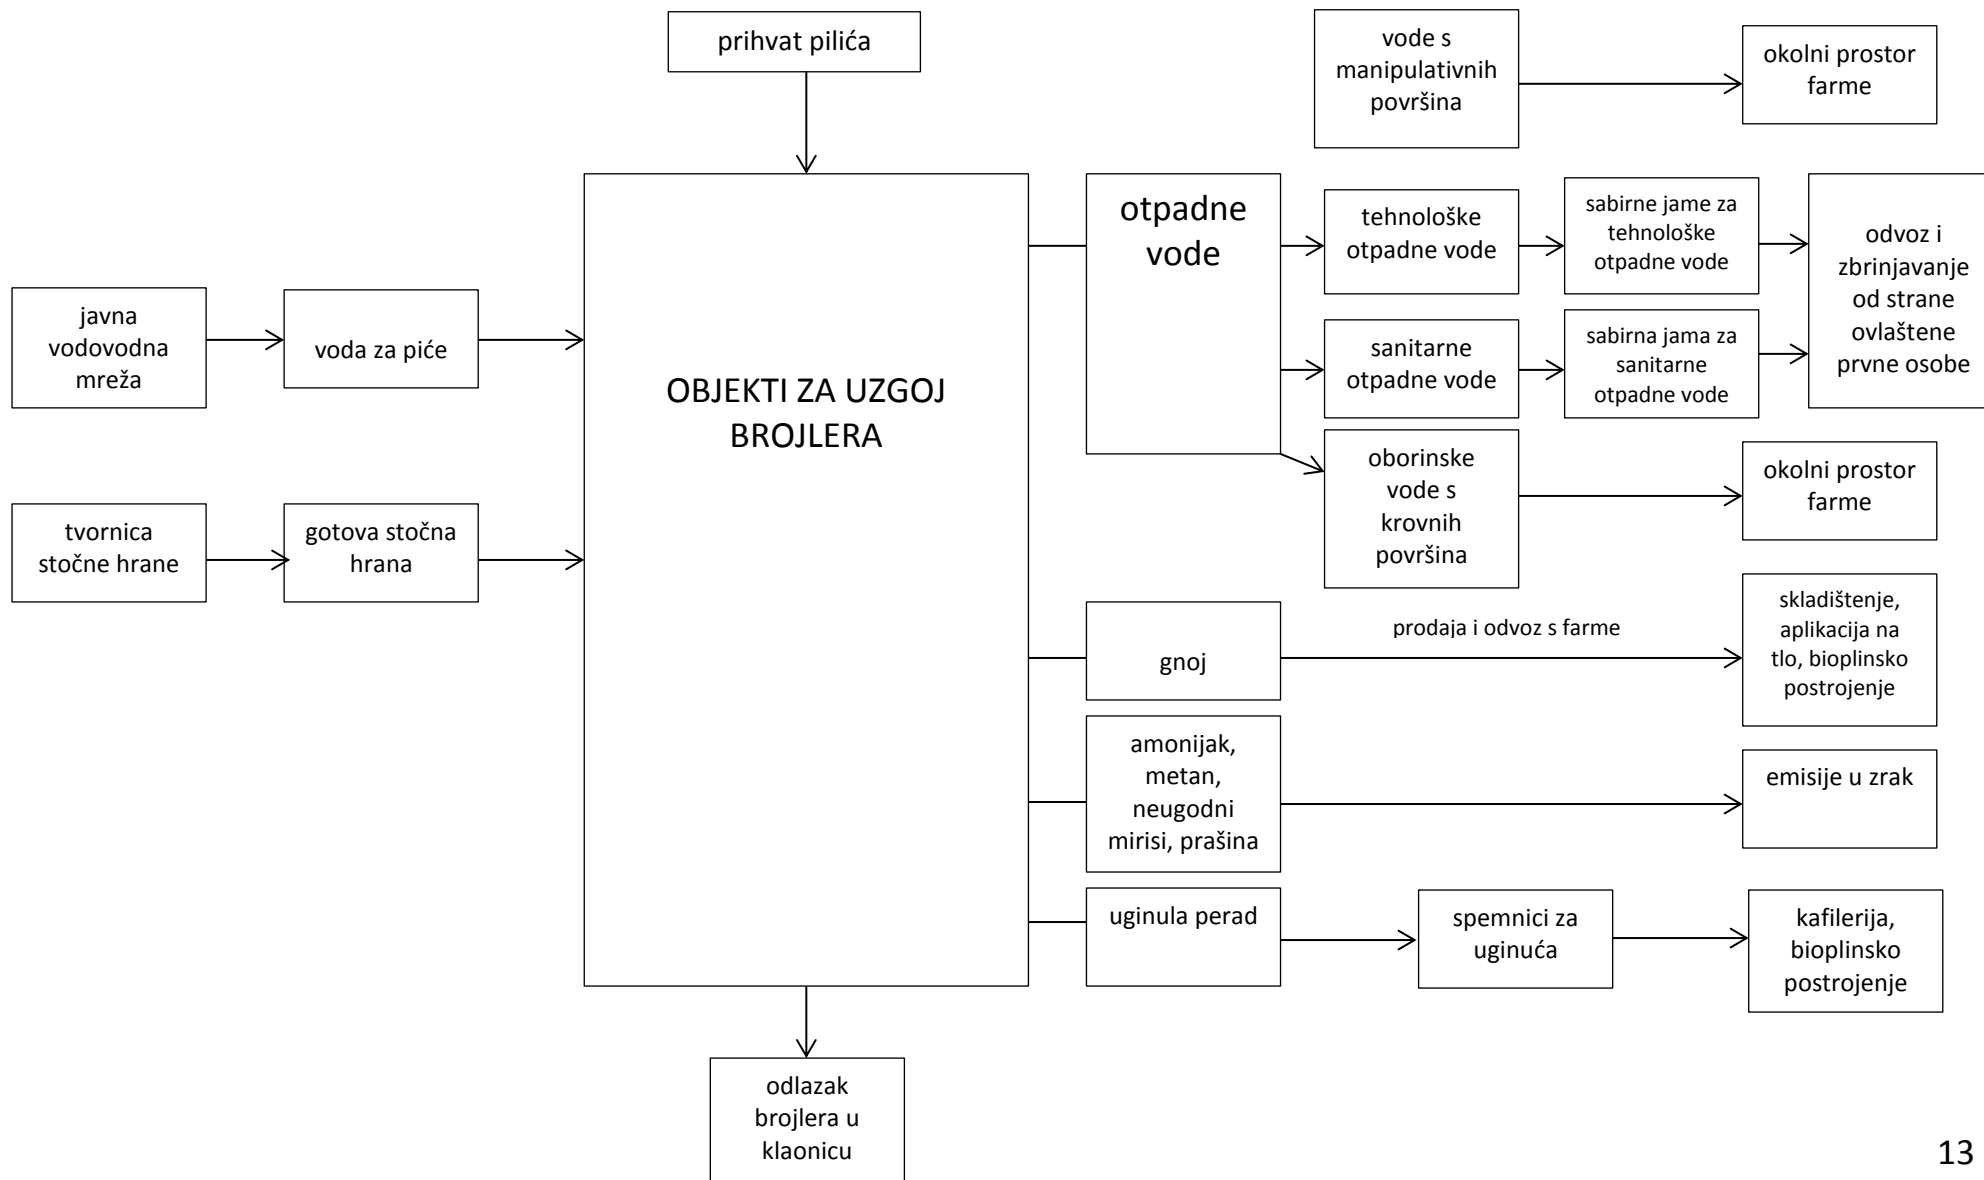 prihvat pilića
vode s
manipulativnih
površina
okolni prostor
farme
javna
vodovodna
mreža
voda za piće
tvornica
stočne hrane
gotova stočna
hrana
OBJEKTI ZA UZGOJ
BROJLERA
otpadne
vode
tehnološke
otpadne vode
sabirne jame za
tehnološke
otpadne vode
odvoz i
zbrinjavanje
od strane
ovlaštene
prvne osobe
sanitarne
otpadne vode
sabirna jama za
sanitarne
otpadne vode
oborinske
vode s
krovnih
površina
okolni prostor
farme
gnoj
prodaja i odvoz s farme
skladištenje,
aplikacija na
tlo, bioplinsko
postrojenje
amonijak,
metan,
neugodni
mirisi, prašina
emisije u zrak
uginula perad
spemnici za
uginuća
kafilerija,
bioplinsko
postrojenje
odlazak
brojlera u
klaonicu
13